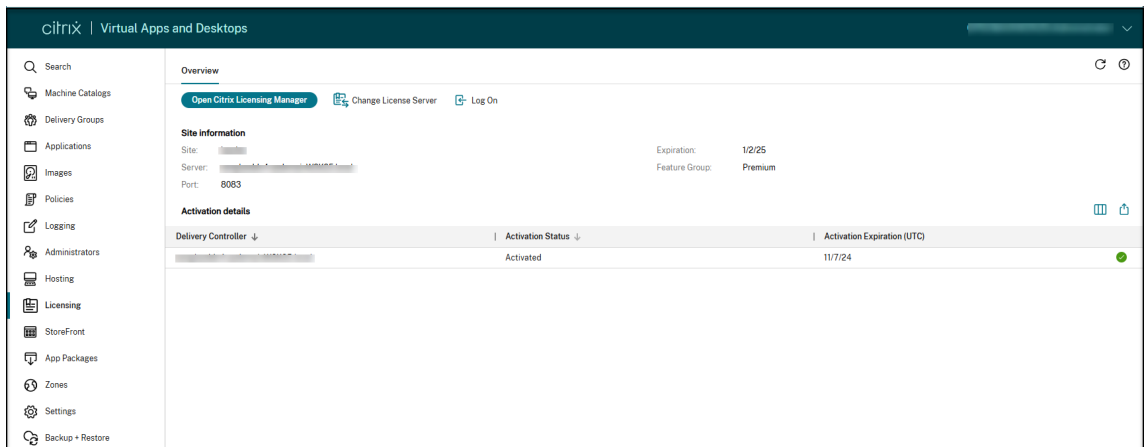 citrix | Virtual Apps and Desktops
Search
Machine Catalogs
Delivery Groups
Applications
Images
Policies
Logging
Administrators
Hosting
Licensing
StoreFront
App Packages
Zones
Settings
Backup + Restore
Overview
Open Citrix Licensing Manager Change License Server Log On
Site information
Site: Expiration: 1/2/25
Server: Feature Group: Premium
Port: 8083
Activation details
Delivery Controller Activation Status Activation Expiration (UTC)
Activated 11/7/24